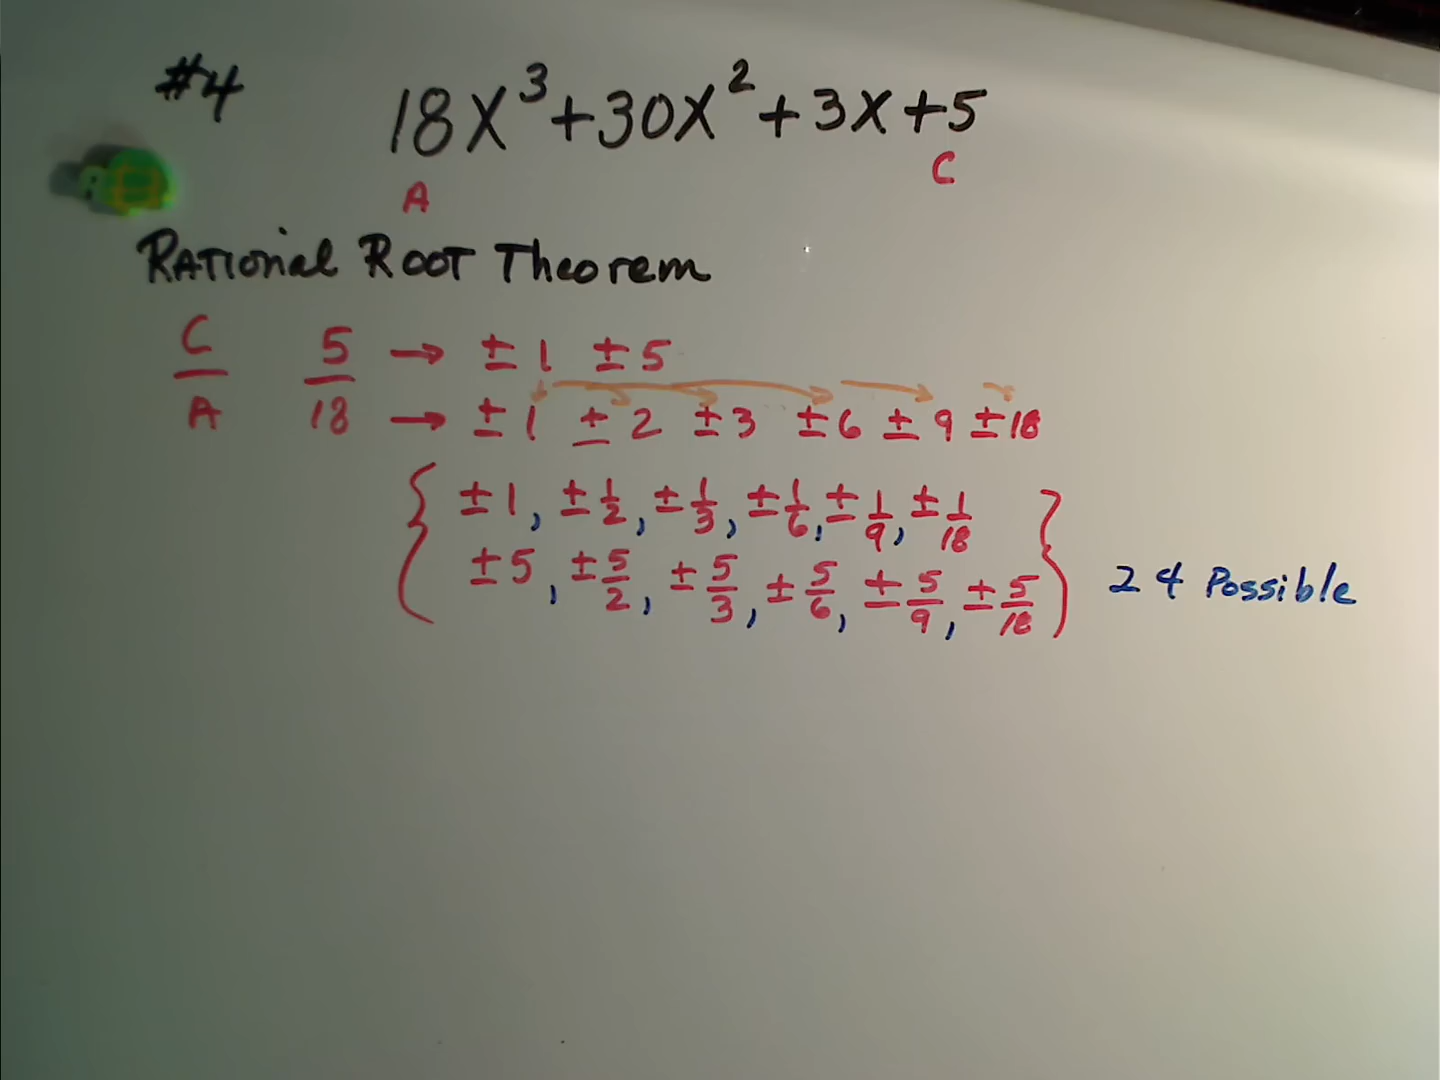 #4 18X³+30X²+3X+5
A C
Rational Root Theorem
C/A 5/18 → ±1 ±5
→ ±1 ±2 ±3 ±6 ±9 ±18
{ ±1, ±1/2, ±1/3, ±1/6, ±1/9, ±1/18
±5, ±5/2, ±5/3, ±5/6, ±5/9, ±5/18 } 24 Possible